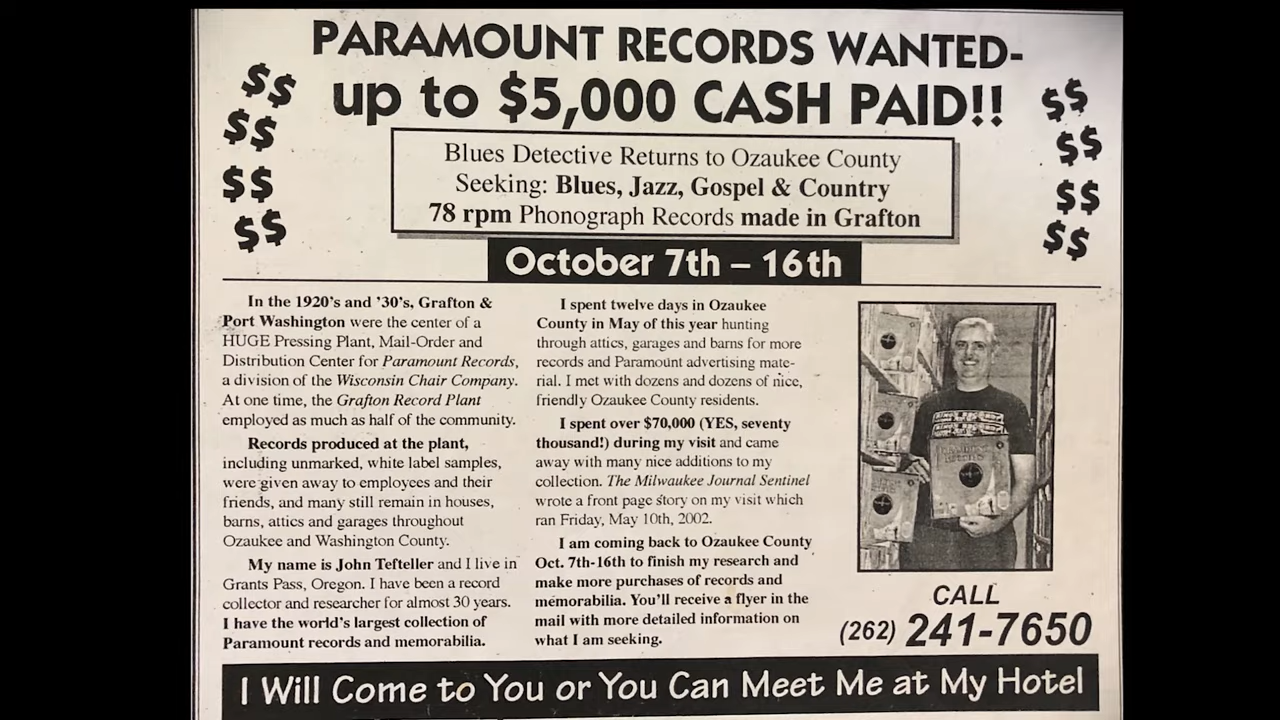 PARAMOUNT RECORDS WANTED-
up to $5,000 CASH PAID!!
$$
$$
$$
$$
$$
$$
$$
$$
Blues Detective Returns to Ozaukee County
Seeking: Blues, Jazz, Gospel & Country
78 rpm Phonograph Records made in Grafton
October 7th – 16th
In the 1920's and '30's, Grafton &
Port Washington were the center of a
HUGE Pressing Plant, Mail-Order and
Distribution Center for Paramount Records,
a division of the Wisconsin Chair Company.
At one time, the Grafton Record Plant
employed as much as half of the community.
Records produced at the plant,
including unmarked, white label samples,
were given away to employees and their
friends, and many still remain in houses,
barns, attics and garages throughout
Ozaukee and Washington County.
My name is John Tefteller and I live in
Grants Pass, Oregon. I have been a record
collector and researcher for almost 30 years.
I have the world's largest collection of
Paramount records and memorabilia.
I spent twelve days in Ozaukee
County in May of this year hunting
through attics, garages and barns for more
records and Paramount advertising mate-
rial. I met with dozens and dozens of nice,
friendly Ozaukee County residents.
I spent over $70,000 (YES, seventy
thousand!) during my visit and came
away with many nice additions to my
collection. The Milwaukee Journal Sentinel
wrote a front page story on my visit which
ran Friday, May 10th, 2002.
I am coming back to Ozaukee County
Oct. 7th-16th to finish my research and
make more purchases of records and
memorabilia. You'll receive a flyer in the
mail with more detailed information on
what I am seeking.
CALL
(262) 241-7650
I Will Come to You or You Can Meet Me at My Hotel